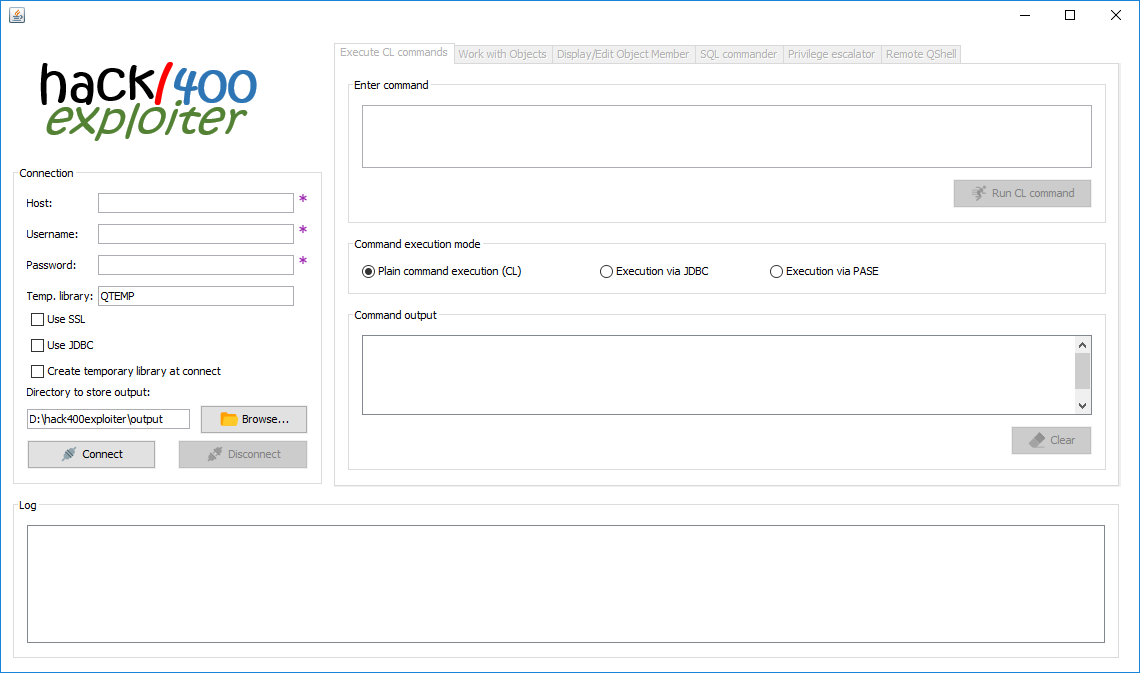 hack/400
exploiter
Connection
Host: *
Username: *
Password: *
Temp. library: QTEMP
Use SSL
Use JDBC
Create temporary library at connect
Directory to store output:
D:\hack400exploiter\output Browse...
Connect Disconnect
Execute CL commands Work with Objects Display/Edit Object Member SQL commander Privilege escalator Remote QShell
Enter command
Run CL command
Command execution mode
Plain command execution (CL) Execution via JDBC Execution via PASE
Command output
Clear
Log